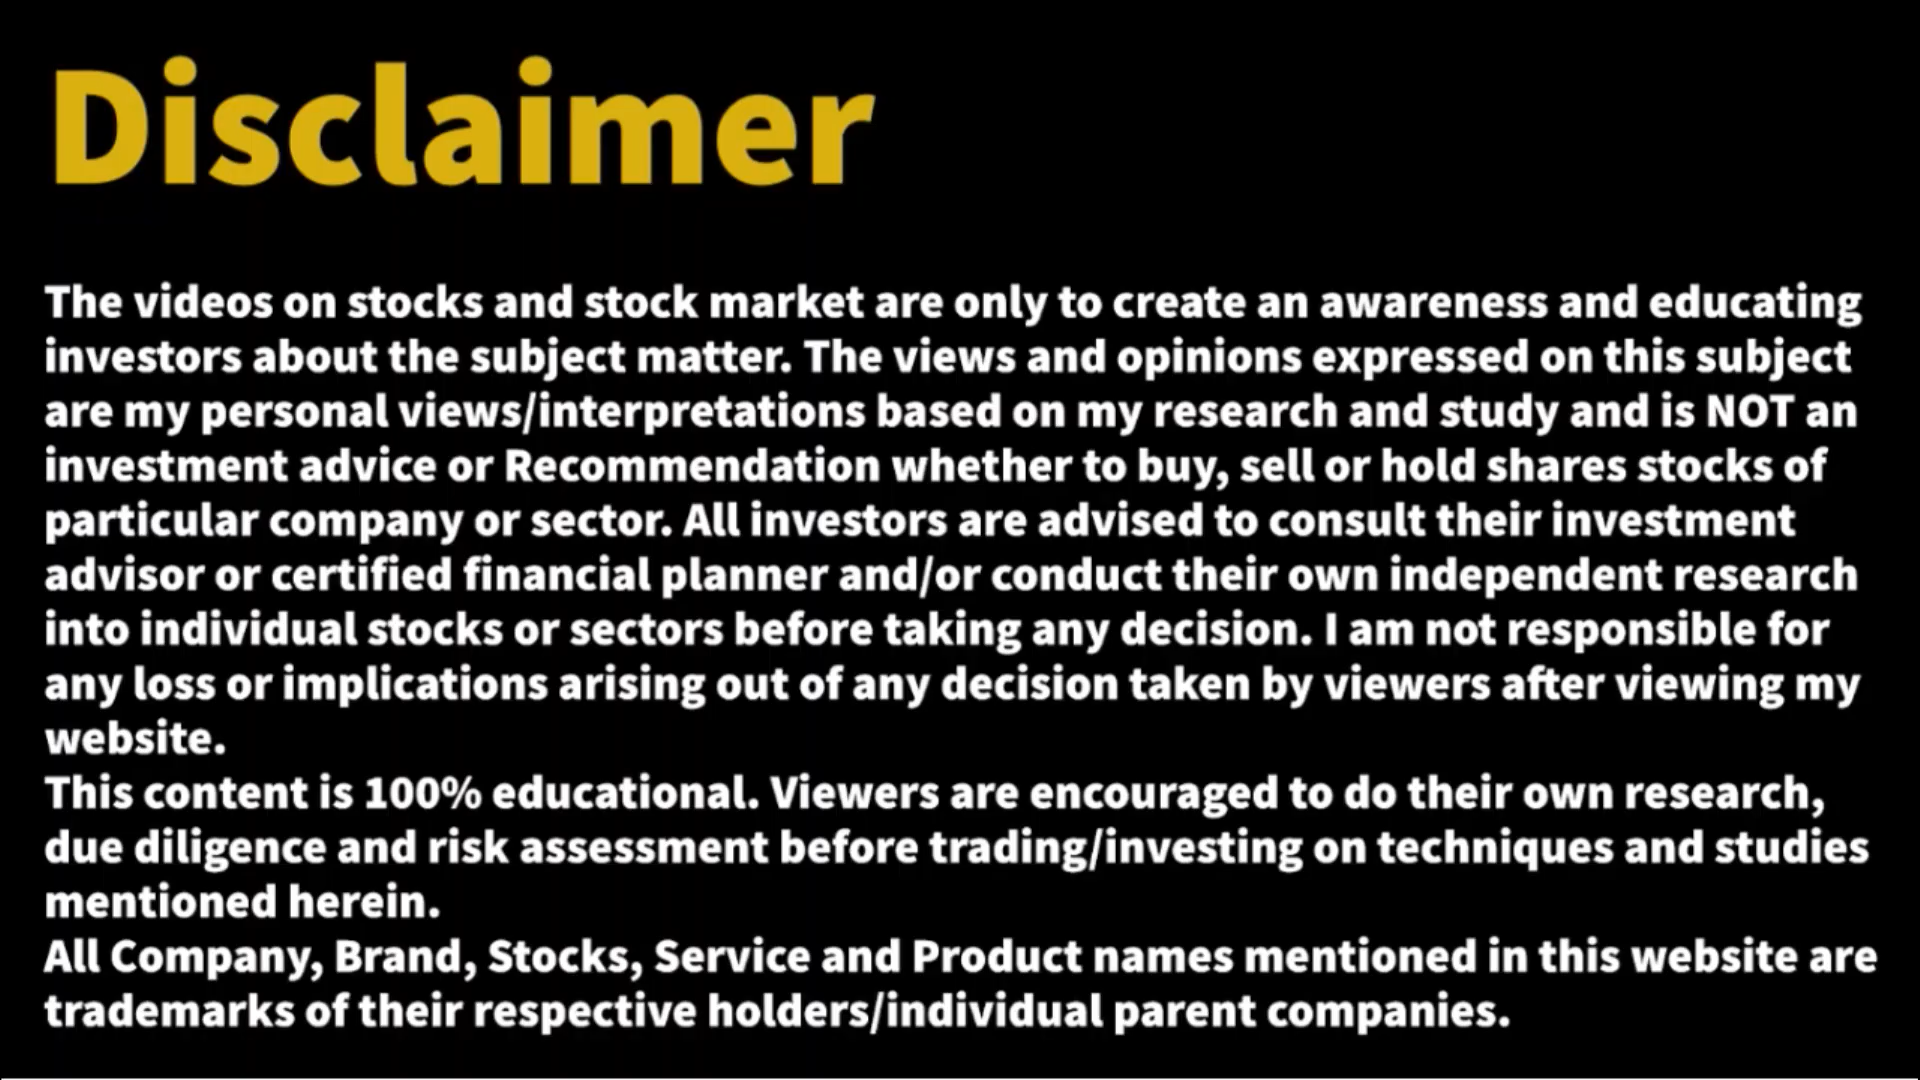 Disclaimer
The videos on stocks and stock market are only to create an awareness and educating
investors about the subject matter. The views and opinions expressed on this subject
are my personal views/interpretations based on my research and study and is NOT an
investment advice or Recommendation whether to buy, sell or hold shares stocks of
particular company or sector. All investors are advised to consult their investment
advisor or certified financial planner and/or conduct their own independent research
into individual stocks or sectors before taking any decision. I am not responsible for
any loss or implications arising out of any decision taken by viewers after viewing my
website.
This content is 100% educational. Viewers are encouraged to do their own research,
due diligence and risk assessment before trading/investing on techniques and studies
mentioned herein.
All Company, Brand, Stocks, Service and Product names mentioned in this website are
trademarks of their respective holders/individual parent companies.